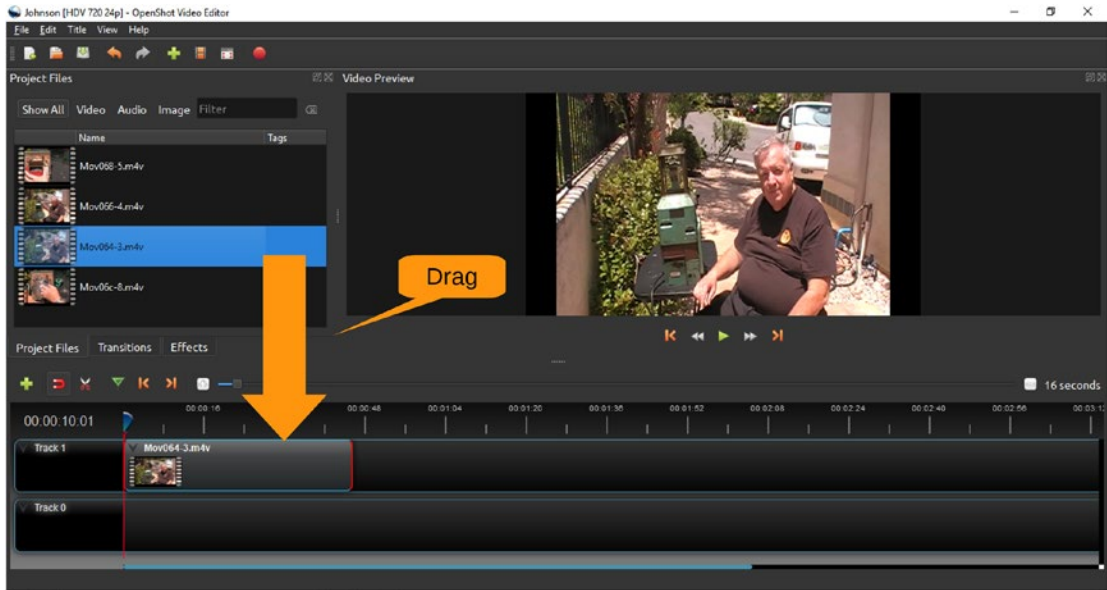 Johnson [HDV 720 24p] - OpenShot Video Editor
File Edit Title View Help
Project Files
Video Preview
Show All Video Audio Image Filter
Name Tags
Mov068-5.m4v
Mov066-4.m4v
Mov064-3.m4v
Mov06c-8.m4v
Drag
Project Files Transitions Effects
16 seconds
00:00:10:01
00:00:16 00:00:48 00:01:04 00:01:20 00:01:36 00:01:52 00:02:08 00:02:24 00:02:40 00:02:56 00:03:12
Track 1
Mov064-3.m4v
Track 0